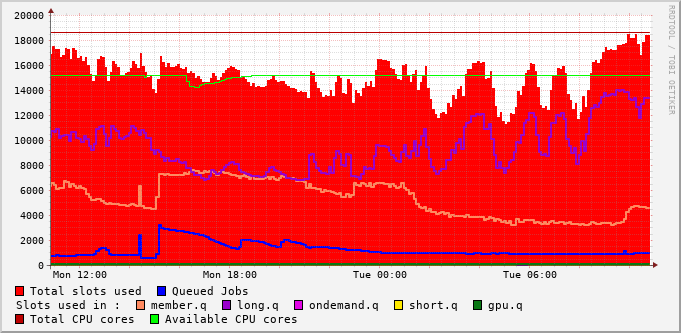 20000
18000
16000
14000
12000
10000
8000
6000
4000
2000
0
Mon 12:00 Mon 18:00 Tue 00:00 Tue 06:00
RRDTOOL / TOBI OETIKER
Total slots used Queued Jobs
Slots used in : member.q long.q ondemand.q short.q gpu.q
Total CPU cores Available CPU cores